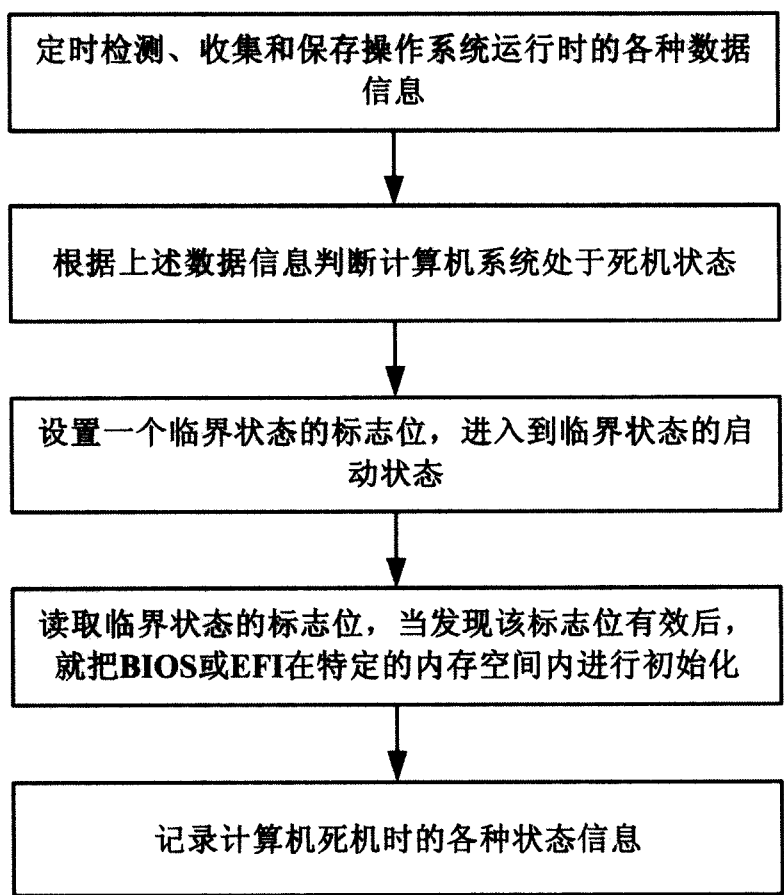 定时检测、收集和保存操作系统运行时的各种数据
信息
根据上述数据信息判断计算机系统处于死机状态
设置一个临界状态的标志位，进入到临界状态的启
动状态
读取临界状态的标志位，当发现该标志位有效后，
就把BIOS或EFI在特定的内存空间内进行初始化
记录计算机死机时的各种状态信息